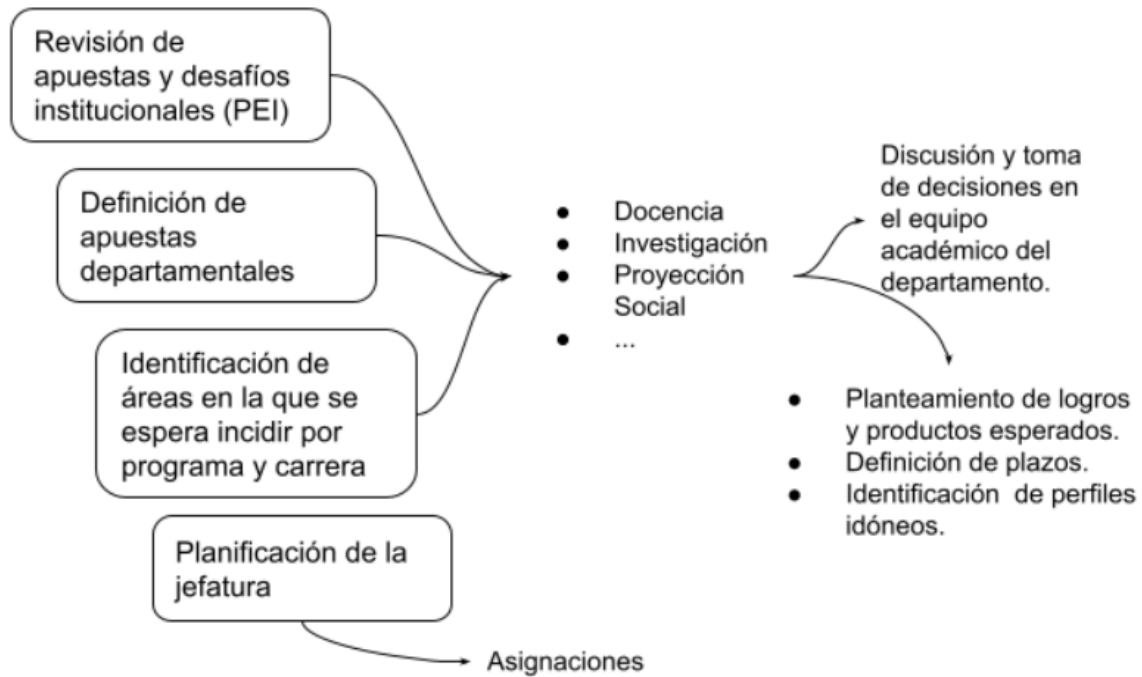 Revisión de
apuestas y desafíos
institucionales (PEI)
Definición de
apuestas
departamentales
Identificación de
áreas en la que se
espera incidir por
programa y carrera
Planificación de la
jefatura
Asignaciones
● Docencia
● Investigación
● Proyección
Social
● ...
Discusión y toma
de decisiones en
el equipo
académico del
departamento.
● Planteamiento de logros
y productos esperados.
● Definición de plazos.
● Identificación de perfiles
idóneos.